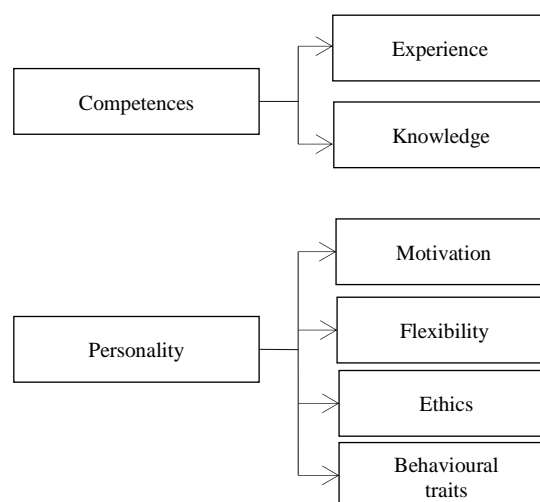 Competences
Experience
Knowledge
Personality
Motivation
Flexibility
Ethics
Behavioural
traits